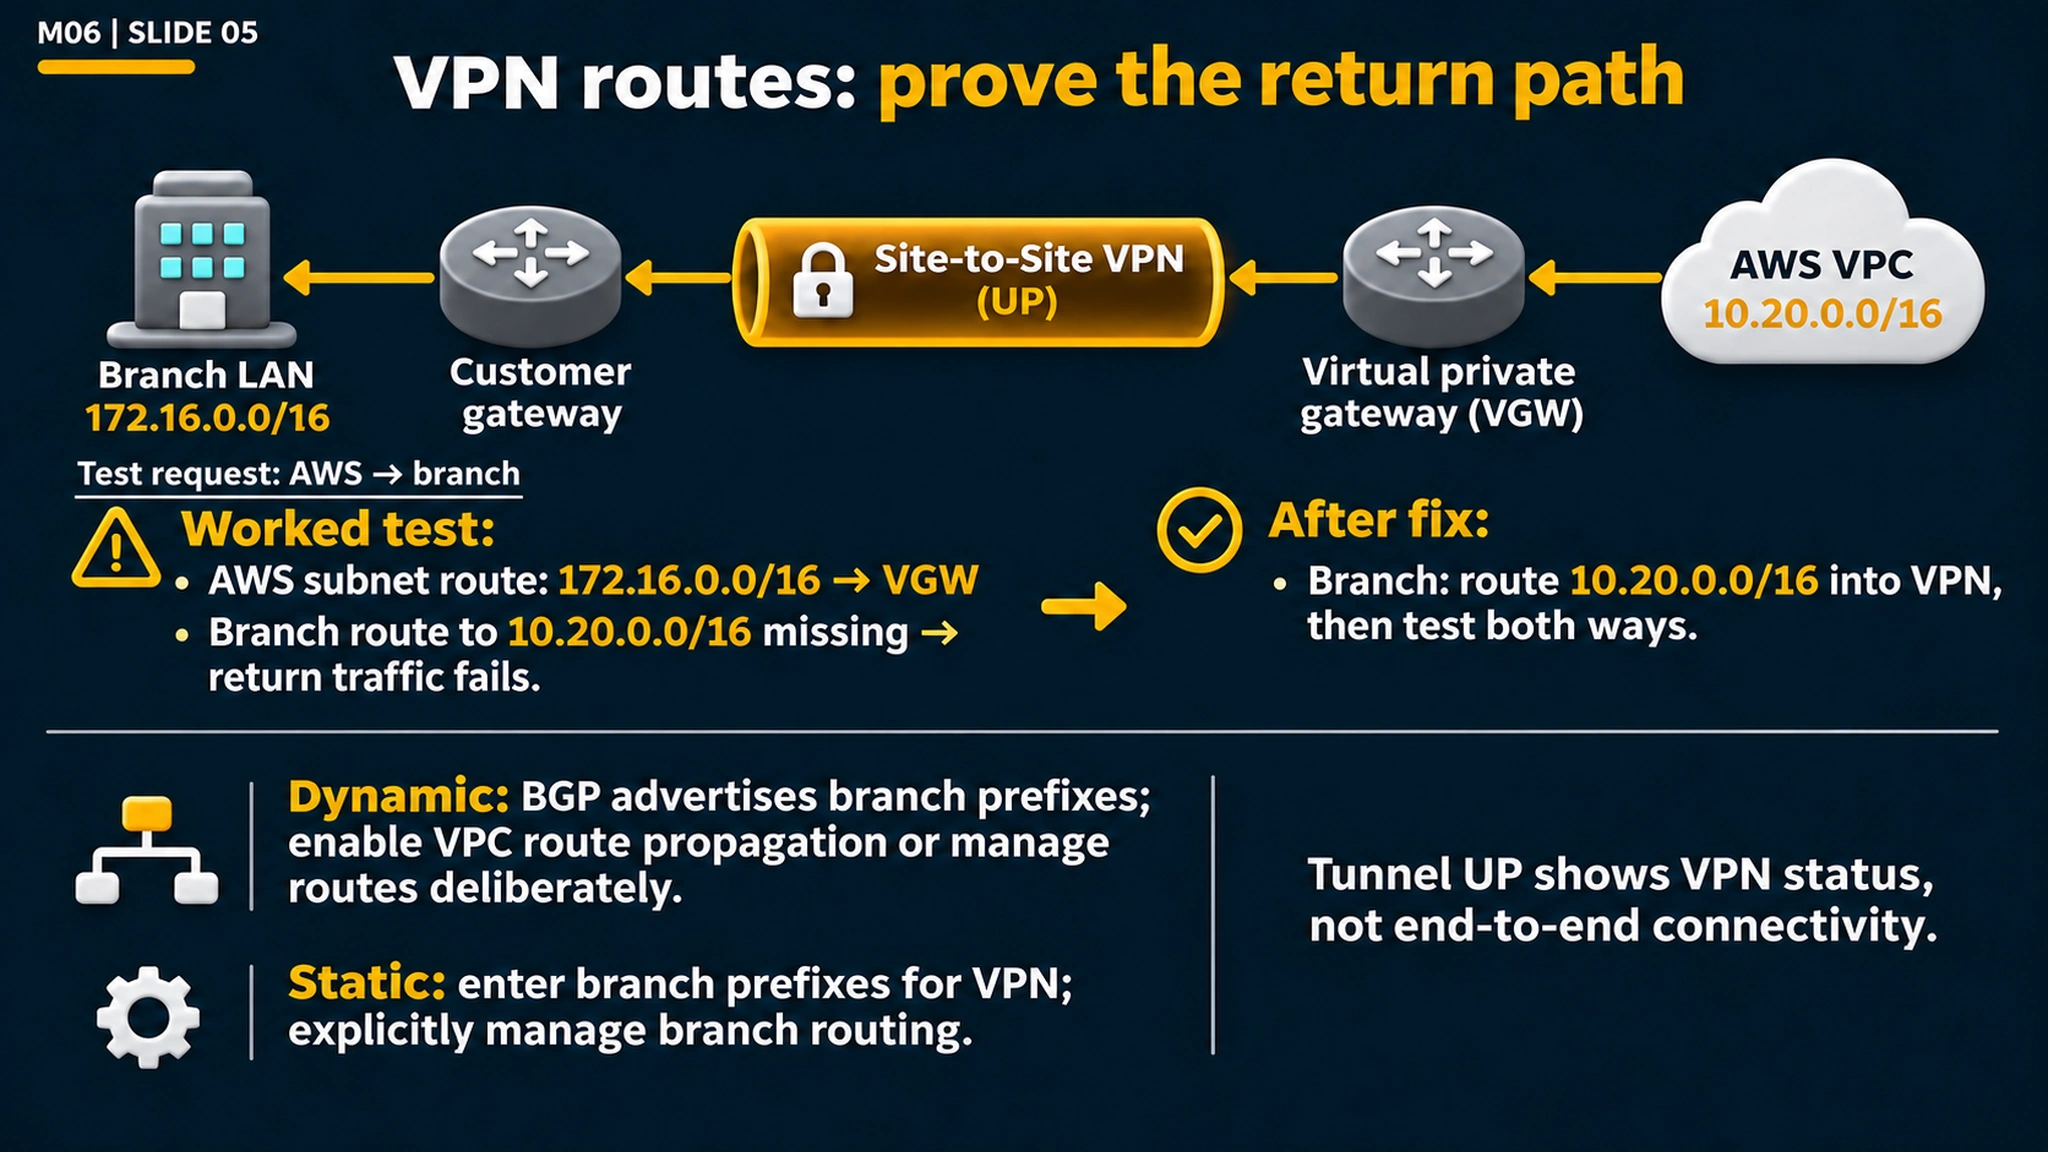 M06 | SLIDE 05
VPN routes: prove the return path
Site-to-Site VPN
(UP)
AWS VPC
10.20.0.0/16
Branch LAN
172.16.0.0/16
Customer
gateway
Virtual private
gateway (VGW)
Test request: AWS → branch
Worked test:
• AWS subnet route: 172.16.0.0/16 → VGW
• Branch route to 10.20.0.0/16 missing →
return traffic fails.
After fix:
• Branch: route 10.20.0.0/16 into VPN,
then test both ways.
Dynamic: BGP advertises branch prefixes;
enable VPC route propagation or manage
routes deliberately.
Static: enter branch prefixes for VPN;
explicitly manage branch routing.
Tunnel UP shows VPN status,
not end-to-end connectivity.